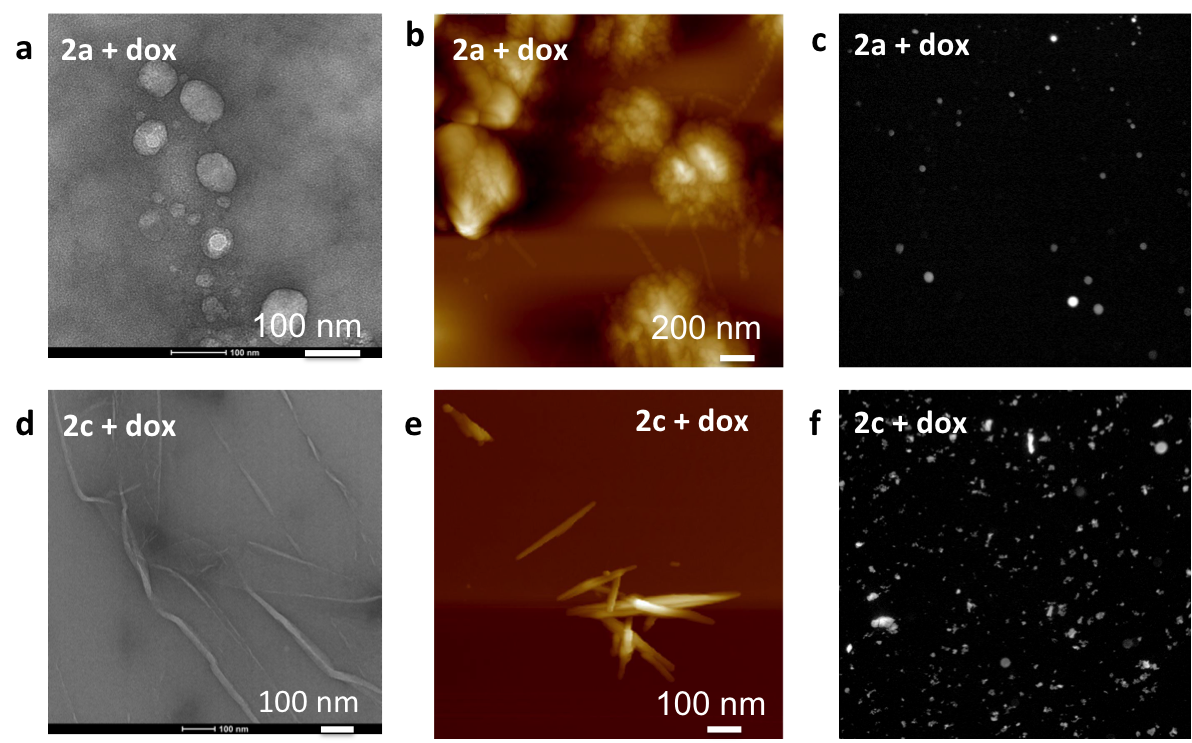 a 2a + dox
100 nm
100 nm
b 2a + dox
200 nm
c 2a + dox
d 2c + dox
100 nm
100 nm
e 2c + dox
100 nm
f 2c + dox